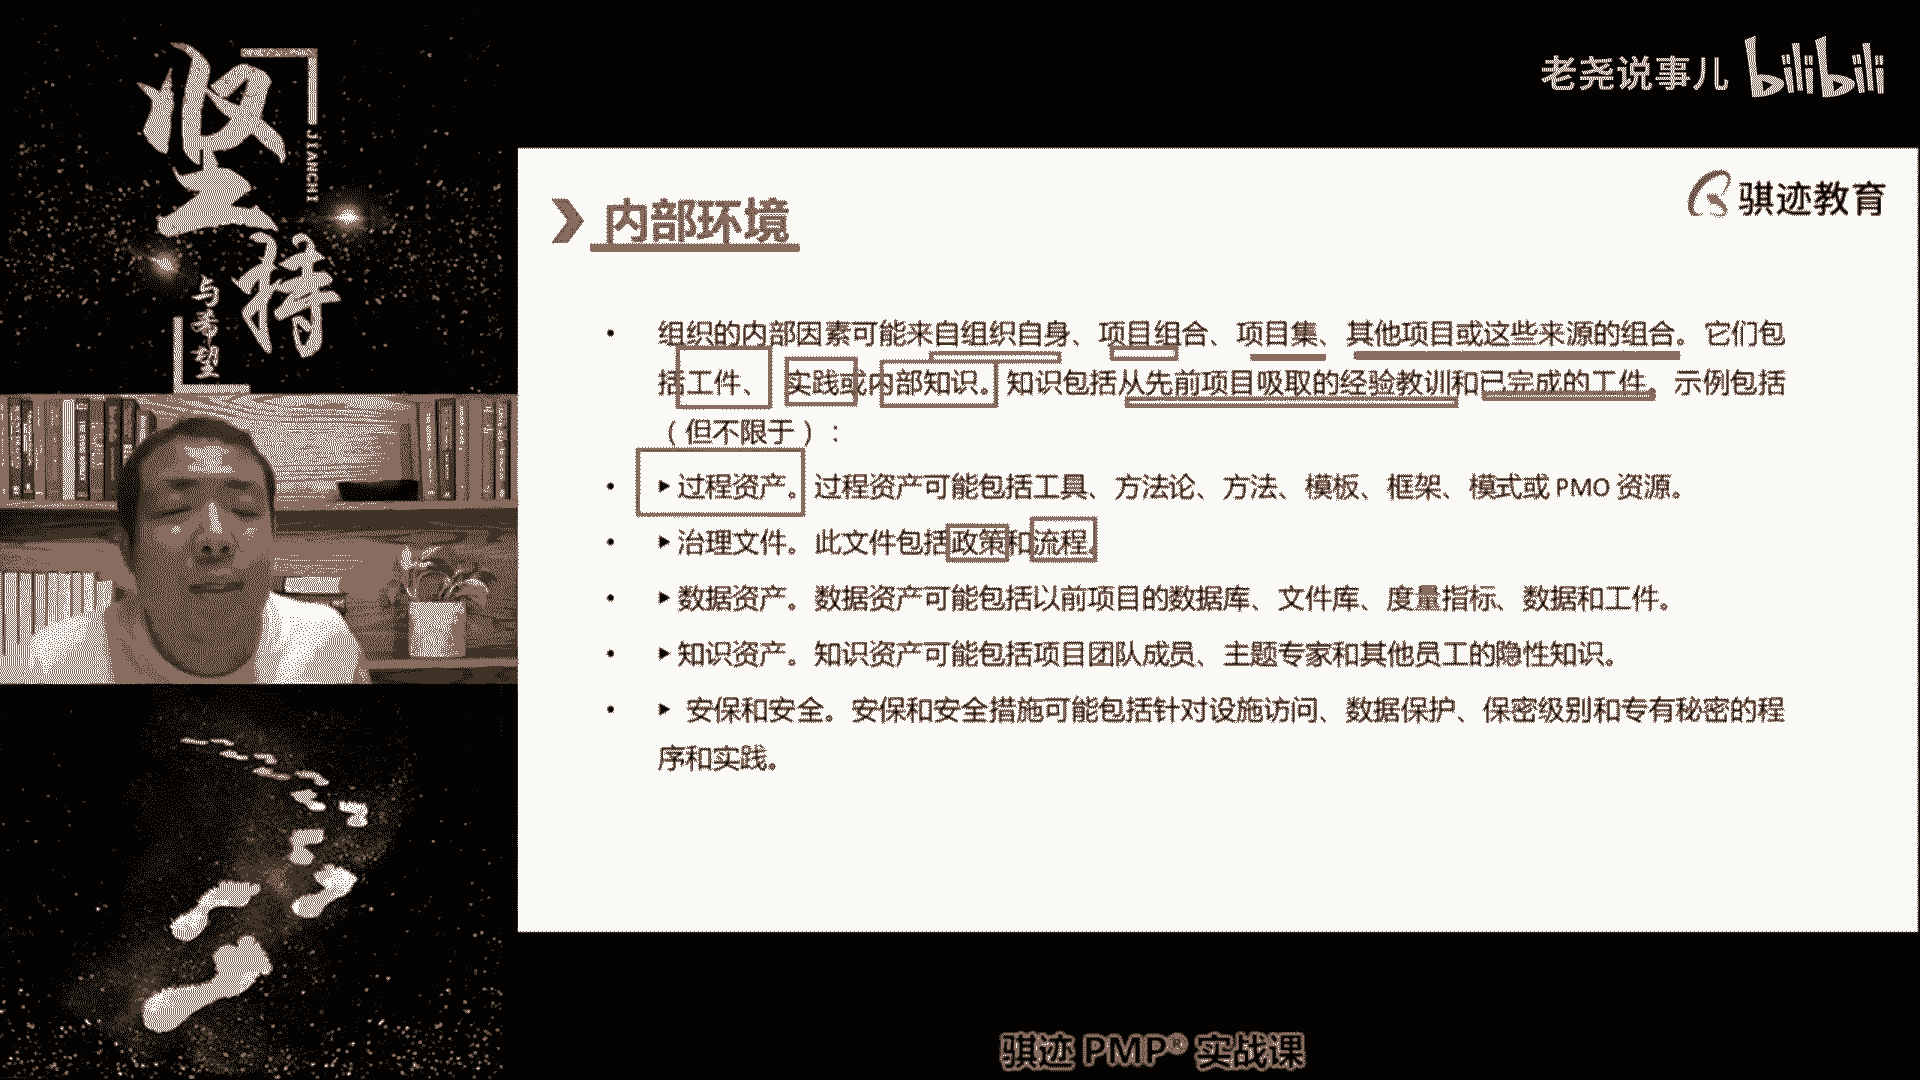 坚持
JIANCHI
与希望
老尧说事儿 bilibili
骐迹教育
内部环境
• 组织的内部因素可能来自组织自身、项目组合、项目集、其他项目或这些来源的组合。它们包
括工件、实践或内部知识。知识包括从先前项目吸取的经验教训和已完成的工件。示例包括
（但不限于）：
• ▶过程资产。过程资产可能包括工具、方法论、方法、模板、框架、模式或 PMO 资源。
• ▶治理文件。此文件包括政策和流程。
• ▶数据资产。数据资产可能包括以前项目的数据库、文件库、度量指标、数据和工件。
• ▶知识资产。知识资产可能包括项目团队成员、主题专家和其他员工的隐性知识。
• ▶ 安保和安全。安保和安全措施可能包括针对设施访问、数据保护、保密级别和专有秘密的程
序和实践。
骐迹 PMP® 实战课